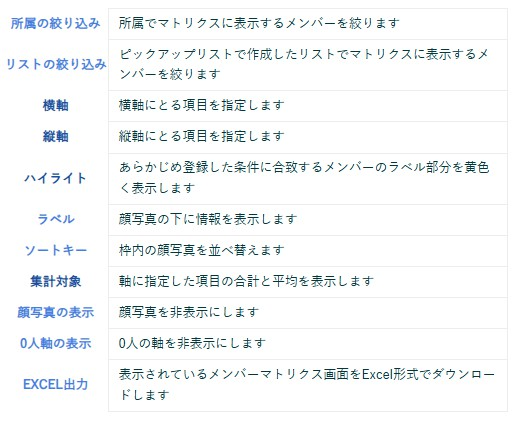 所属の絞り込み 所属でマトリクスに表示するメンバーを絞ります
リストの絞り込み ピックアップリストで作成したリストでマトリクスに表示するメ
ンバーを絞ります
横軸 横軸にとる項目を指定します
縦軸 縦軸にとる項目を指定します
ハイライト あらかじめ登録した条件に合致するメンバーのラベル部分を黄色
く表示します
ラベル 顔写真の下に情報を表示します
ソートキー 枠内の顔写真を並べ替えます
集計対象 軸に指定した項目の合計と平均を表示します
顔写真の表示 顔写真を非表示にします
0人軸の表示 0人の軸を非表示にします
EXCEL出力 表示されているメンバーマトリクス画面をExcel形式でダウンロー
ドします